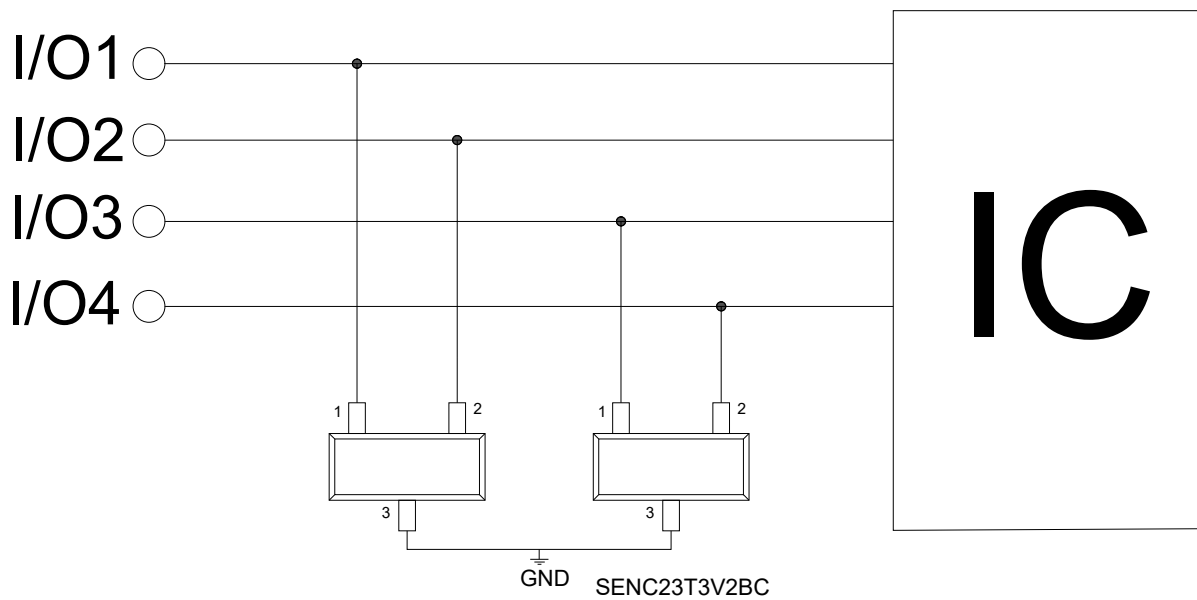 I/O1
I/O2
I/O3
I/O4
IC
1
2
1
2
3
3
GND
SENC23T3V2BC